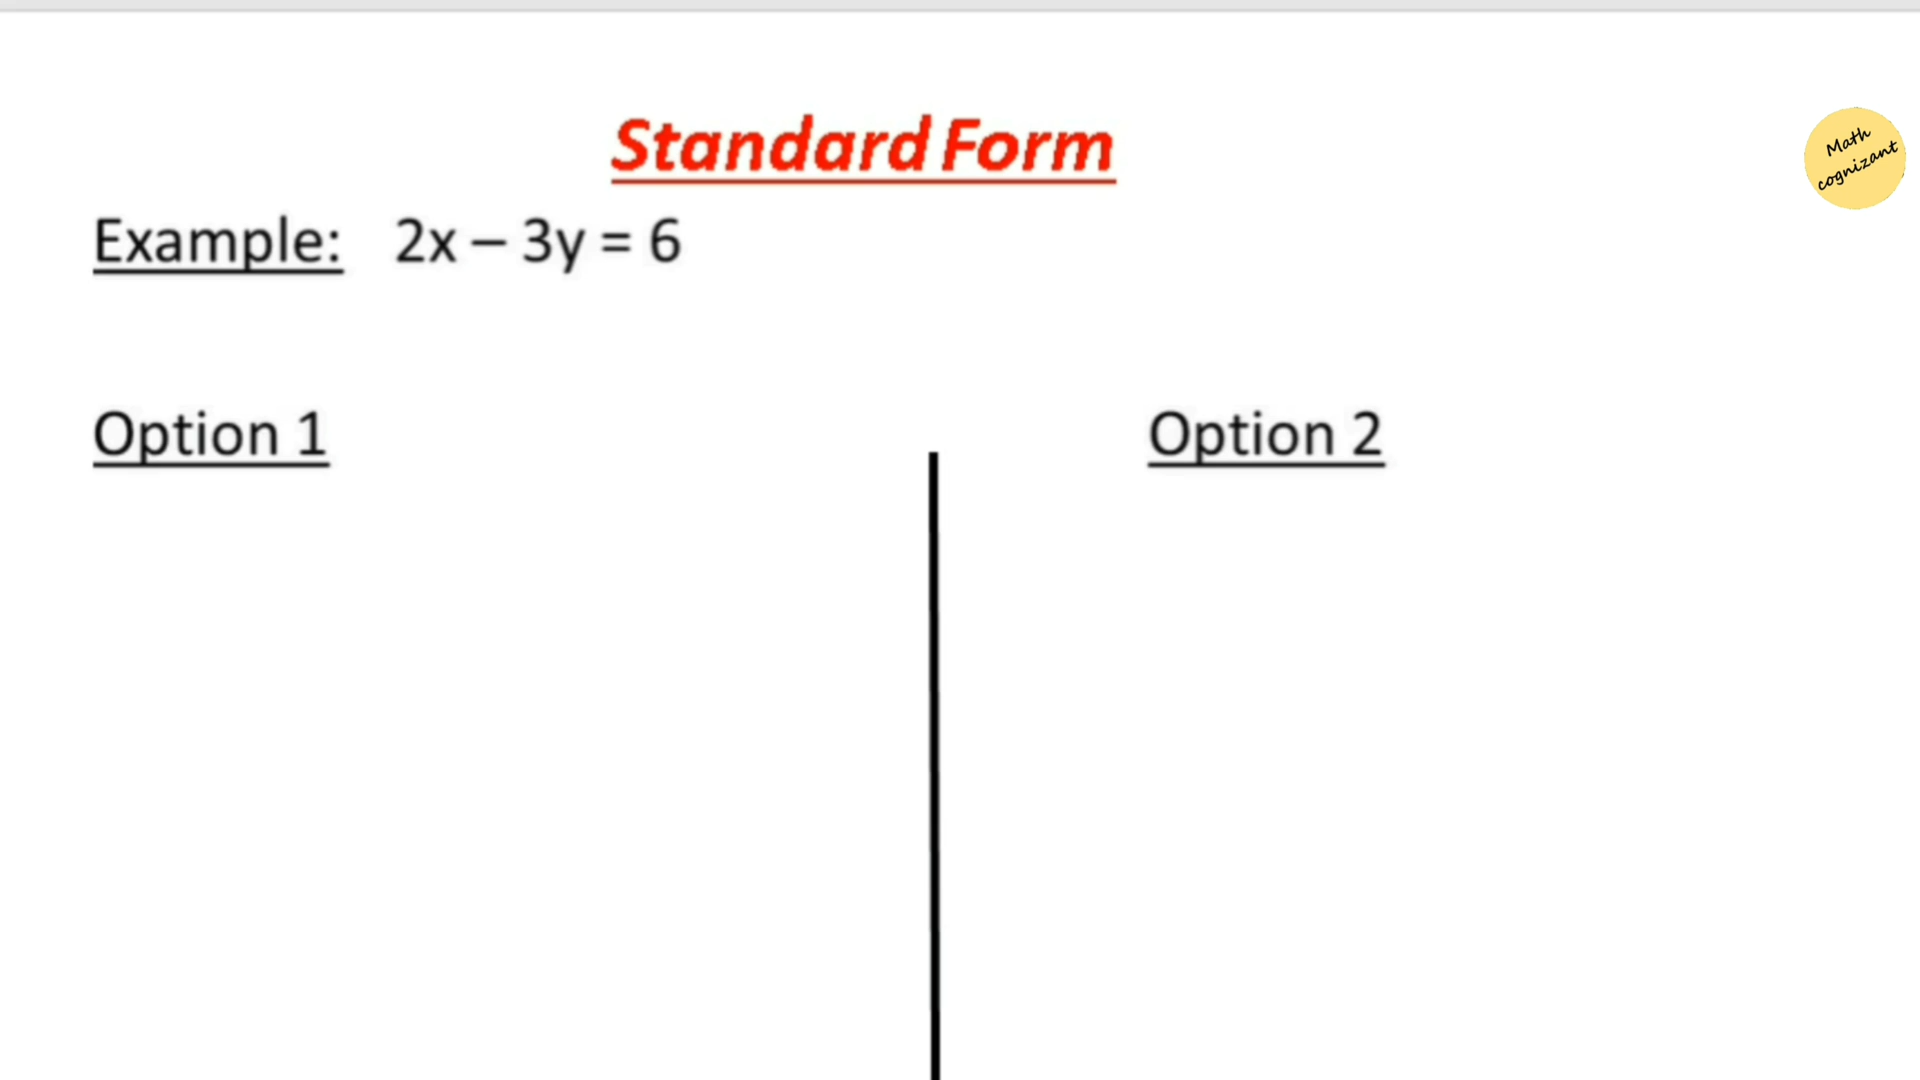 Standard Form
Math
cognizant
Example: 2x – 3y = 6
Option 1
Option 2